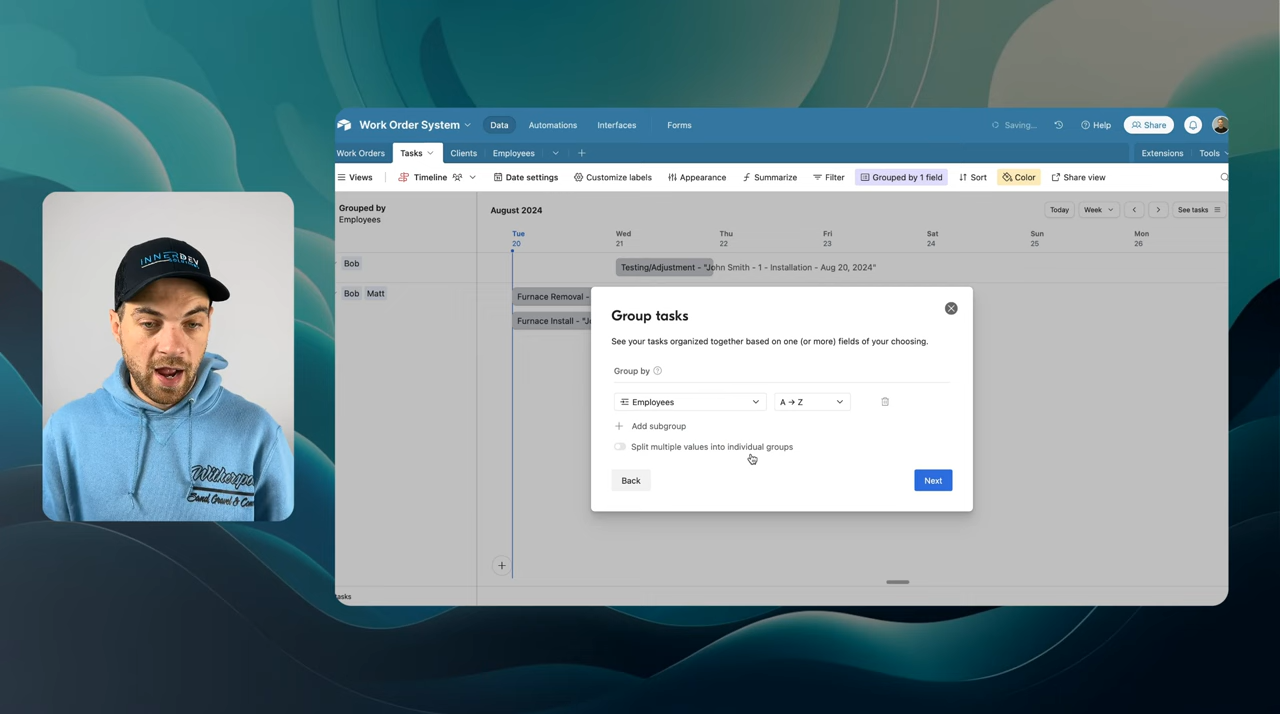 Work Order System
Data
Automations
Interfaces
Forms
Saving...
Help
Share
Work Orders
Tasks
Clients
Employees
Extensions
Tools
Views
Timeline
Date settings
Customize labels
Appearance
Summarize
Filter
Grouped by 1 field
Sort
Color
Share view
Grouped by
Employees
August 2024
Today
Week
See tasks
Tue
20
Wed
21
Thu
22
Fri
23
Sat
24
Sun
25
Mon
26
Bob
Testing/Adjustment - "John Smith - 1 - Installation - Aug 20, 2024"
Bob Matt
Furnace Removal -
Furnace Install - "Jo
Group tasks
See your tasks organized together based on one (or more) fields of your choosing.
Group by
Employees
A → Z
Add subgroup
Split multiple values into individual groups
Back
Next
INNERDEV
SOLUTIONS
Sand, Gravel & Con